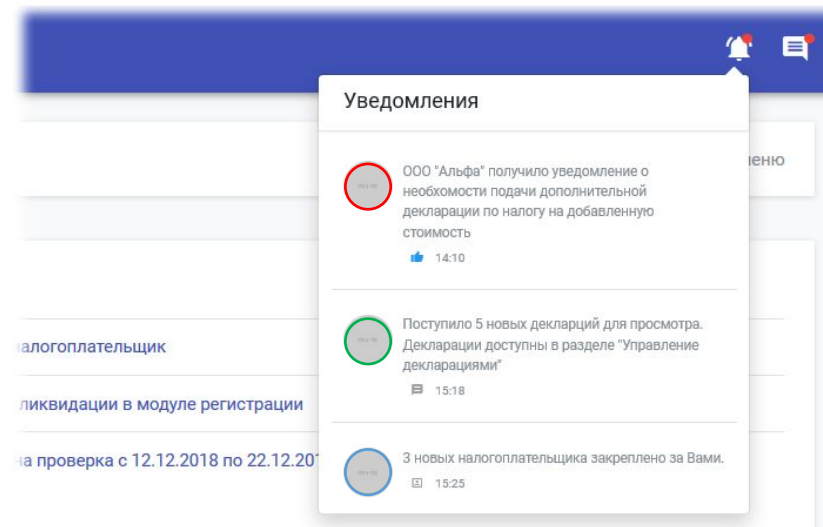 Уведомления
ООО "Альфа" получило уведомление о
необхомости подачи дополнительной
декларации по налогу на добавленную
стоимость
14:10
Поступило 5 новых декларций для просмотра.
Декларации доступны в разделе "Управление
декларациями"
15:18
3 новых налогоплательщика закреплено за Вами.
15:25
еню
алогоплательщик
ликвидации в модуле регистрации
на проверка с 12.12.2018 по 22.12.201